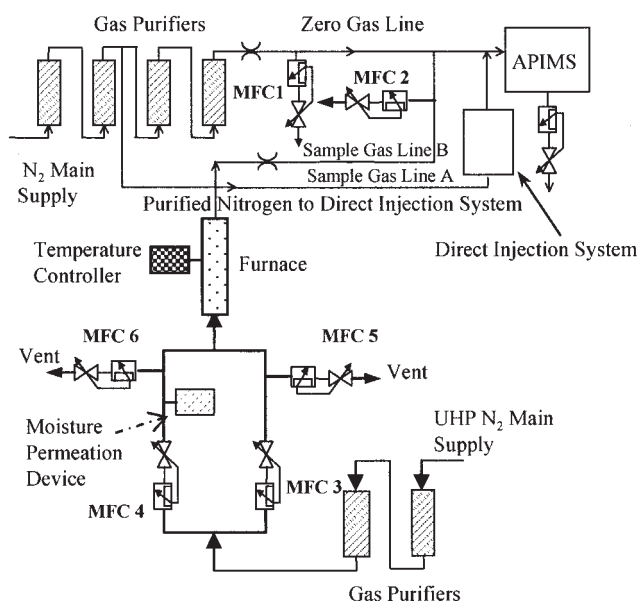 Gas Purifiers
Zero Gas Line
APIMS
MFC1
MFC 2
N2 Main
Supply
Sample Gas Line B
Sample Gas Line A
Purified Nitrogen to Direct Injection System
Direct Injection System
Temperature
Controller
Furnace
MFC 6
MFC 5
Vent
Vent
Moisture
Permeation
Device
UHP N2 Main
Supply
MFC 4
MFC 3
Gas Purifiers